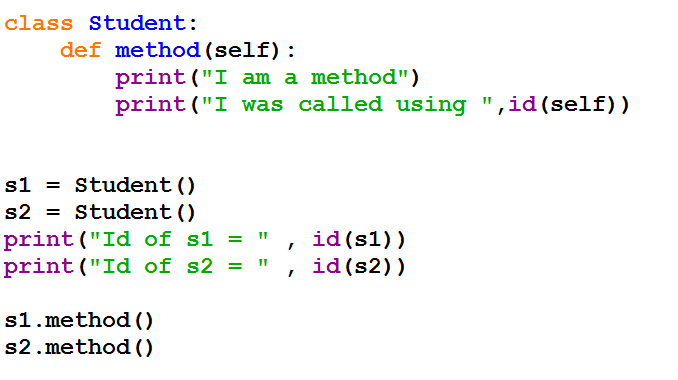 class Student:
    def method(self):
        print("I am a method")
        print("I was called using ",id(self))
s1 = Student()
s2 = Student()
print("Id of s1 = " , id(s1))
print("Id of s2 = " , id(s2))
s1.method()
s2.method()